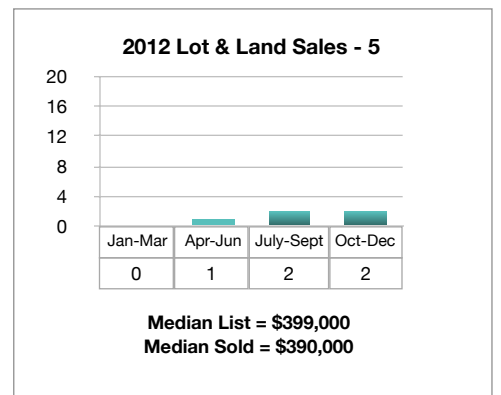 2012 Lot & Land Sales - 5
20
16
12
8
4
0
Jan-Mar Apr-Jun July-Sept Oct-Dec
0 1 2 2
Median List = $399,000
Median Sold = $390,000